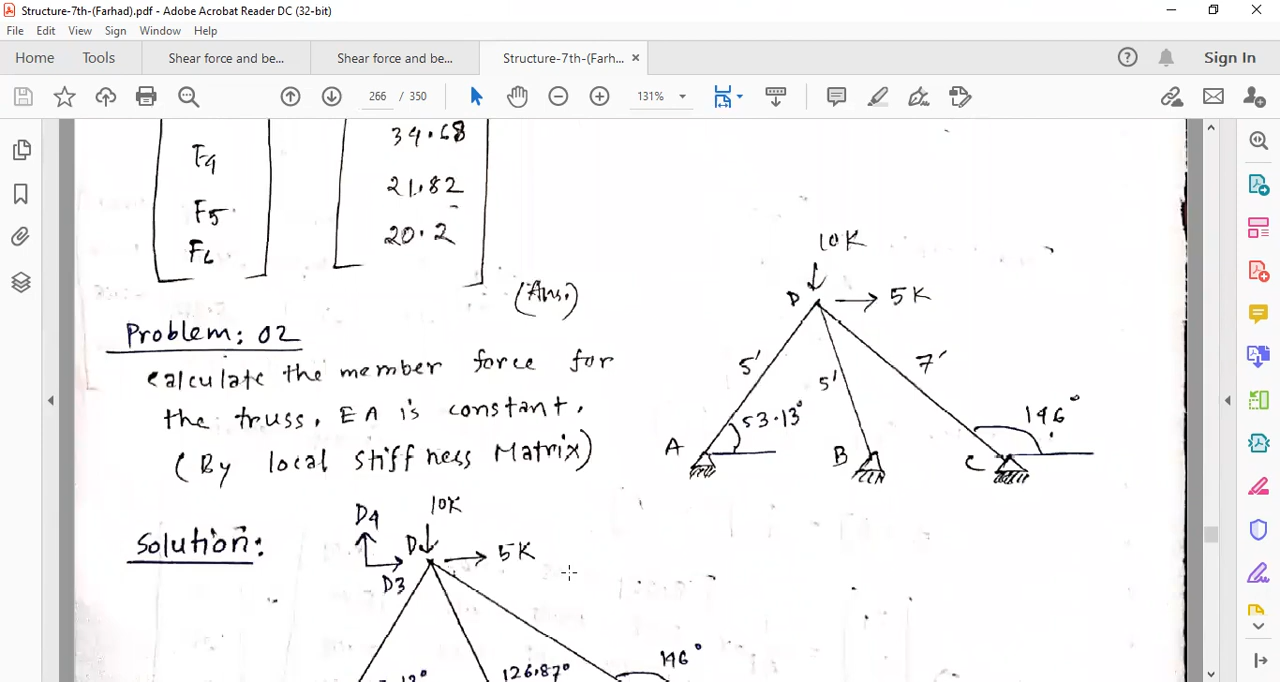 Structure-7th-(Farhad).pdf - Adobe Acrobat Reader DC (32-bit)
File Edit View Sign Window Help
Home Tools Shear force and be... Shear force and be... Structure-7th-(Farh... × Sign In
266 / 350 131%
34.68
F4
21.82
F5
20.2
F6
(Ans.)
10K
D 5K
Problem: 02
calculate the member force for
the truss. EA is constant.
(By local stiffness Matrix)
5'
5'
7'
53.13°
146°
A B C
Solution:
D4 10K
D 5K
D3
126.87°
146°